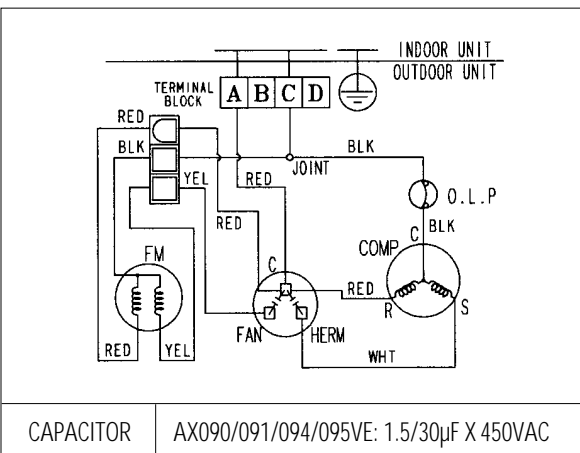 INDOOR UNIT
OUTDOOR UNIT
TERMINAL
BLOCK
A B C D
RED
BLK
YEL
RED
JOINT
BLK
O.L.P
RED
C
BLK
COMP
FM
C
RED
R
S
FAN
HERM
RED
YEL
WHT
CAPACITOR
AX090/091/094/095VE: 1.5/30µF X 450VAC